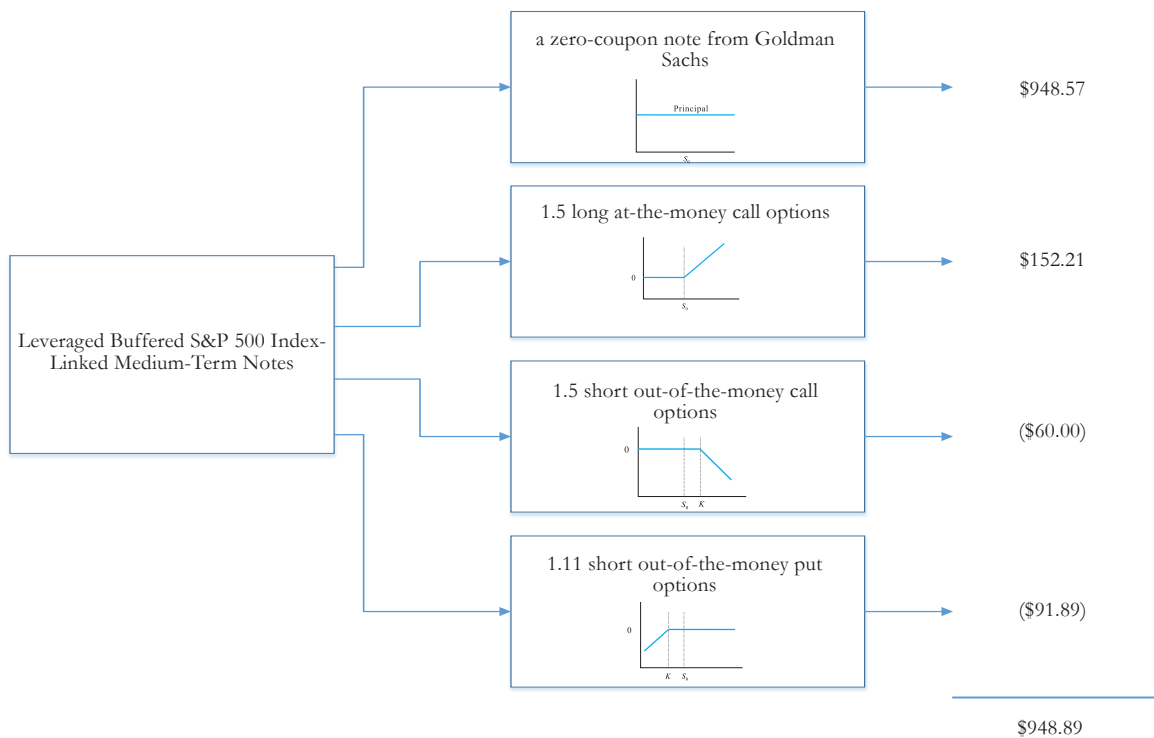 a zero-coupon note from Goldman
Sachs
Principal
S₀
$948.57
1.5 long at-the-money call options
0
S₀
$152.21
Leveraged Buffered S&P 500 Index-
Linked Medium-Term Notes
1.5 short out-of-the-money call
options
0
S₀ K
($60.00)
1.11 short out-of-the-money put
options
0
K S₀
($91.89)
$948.89